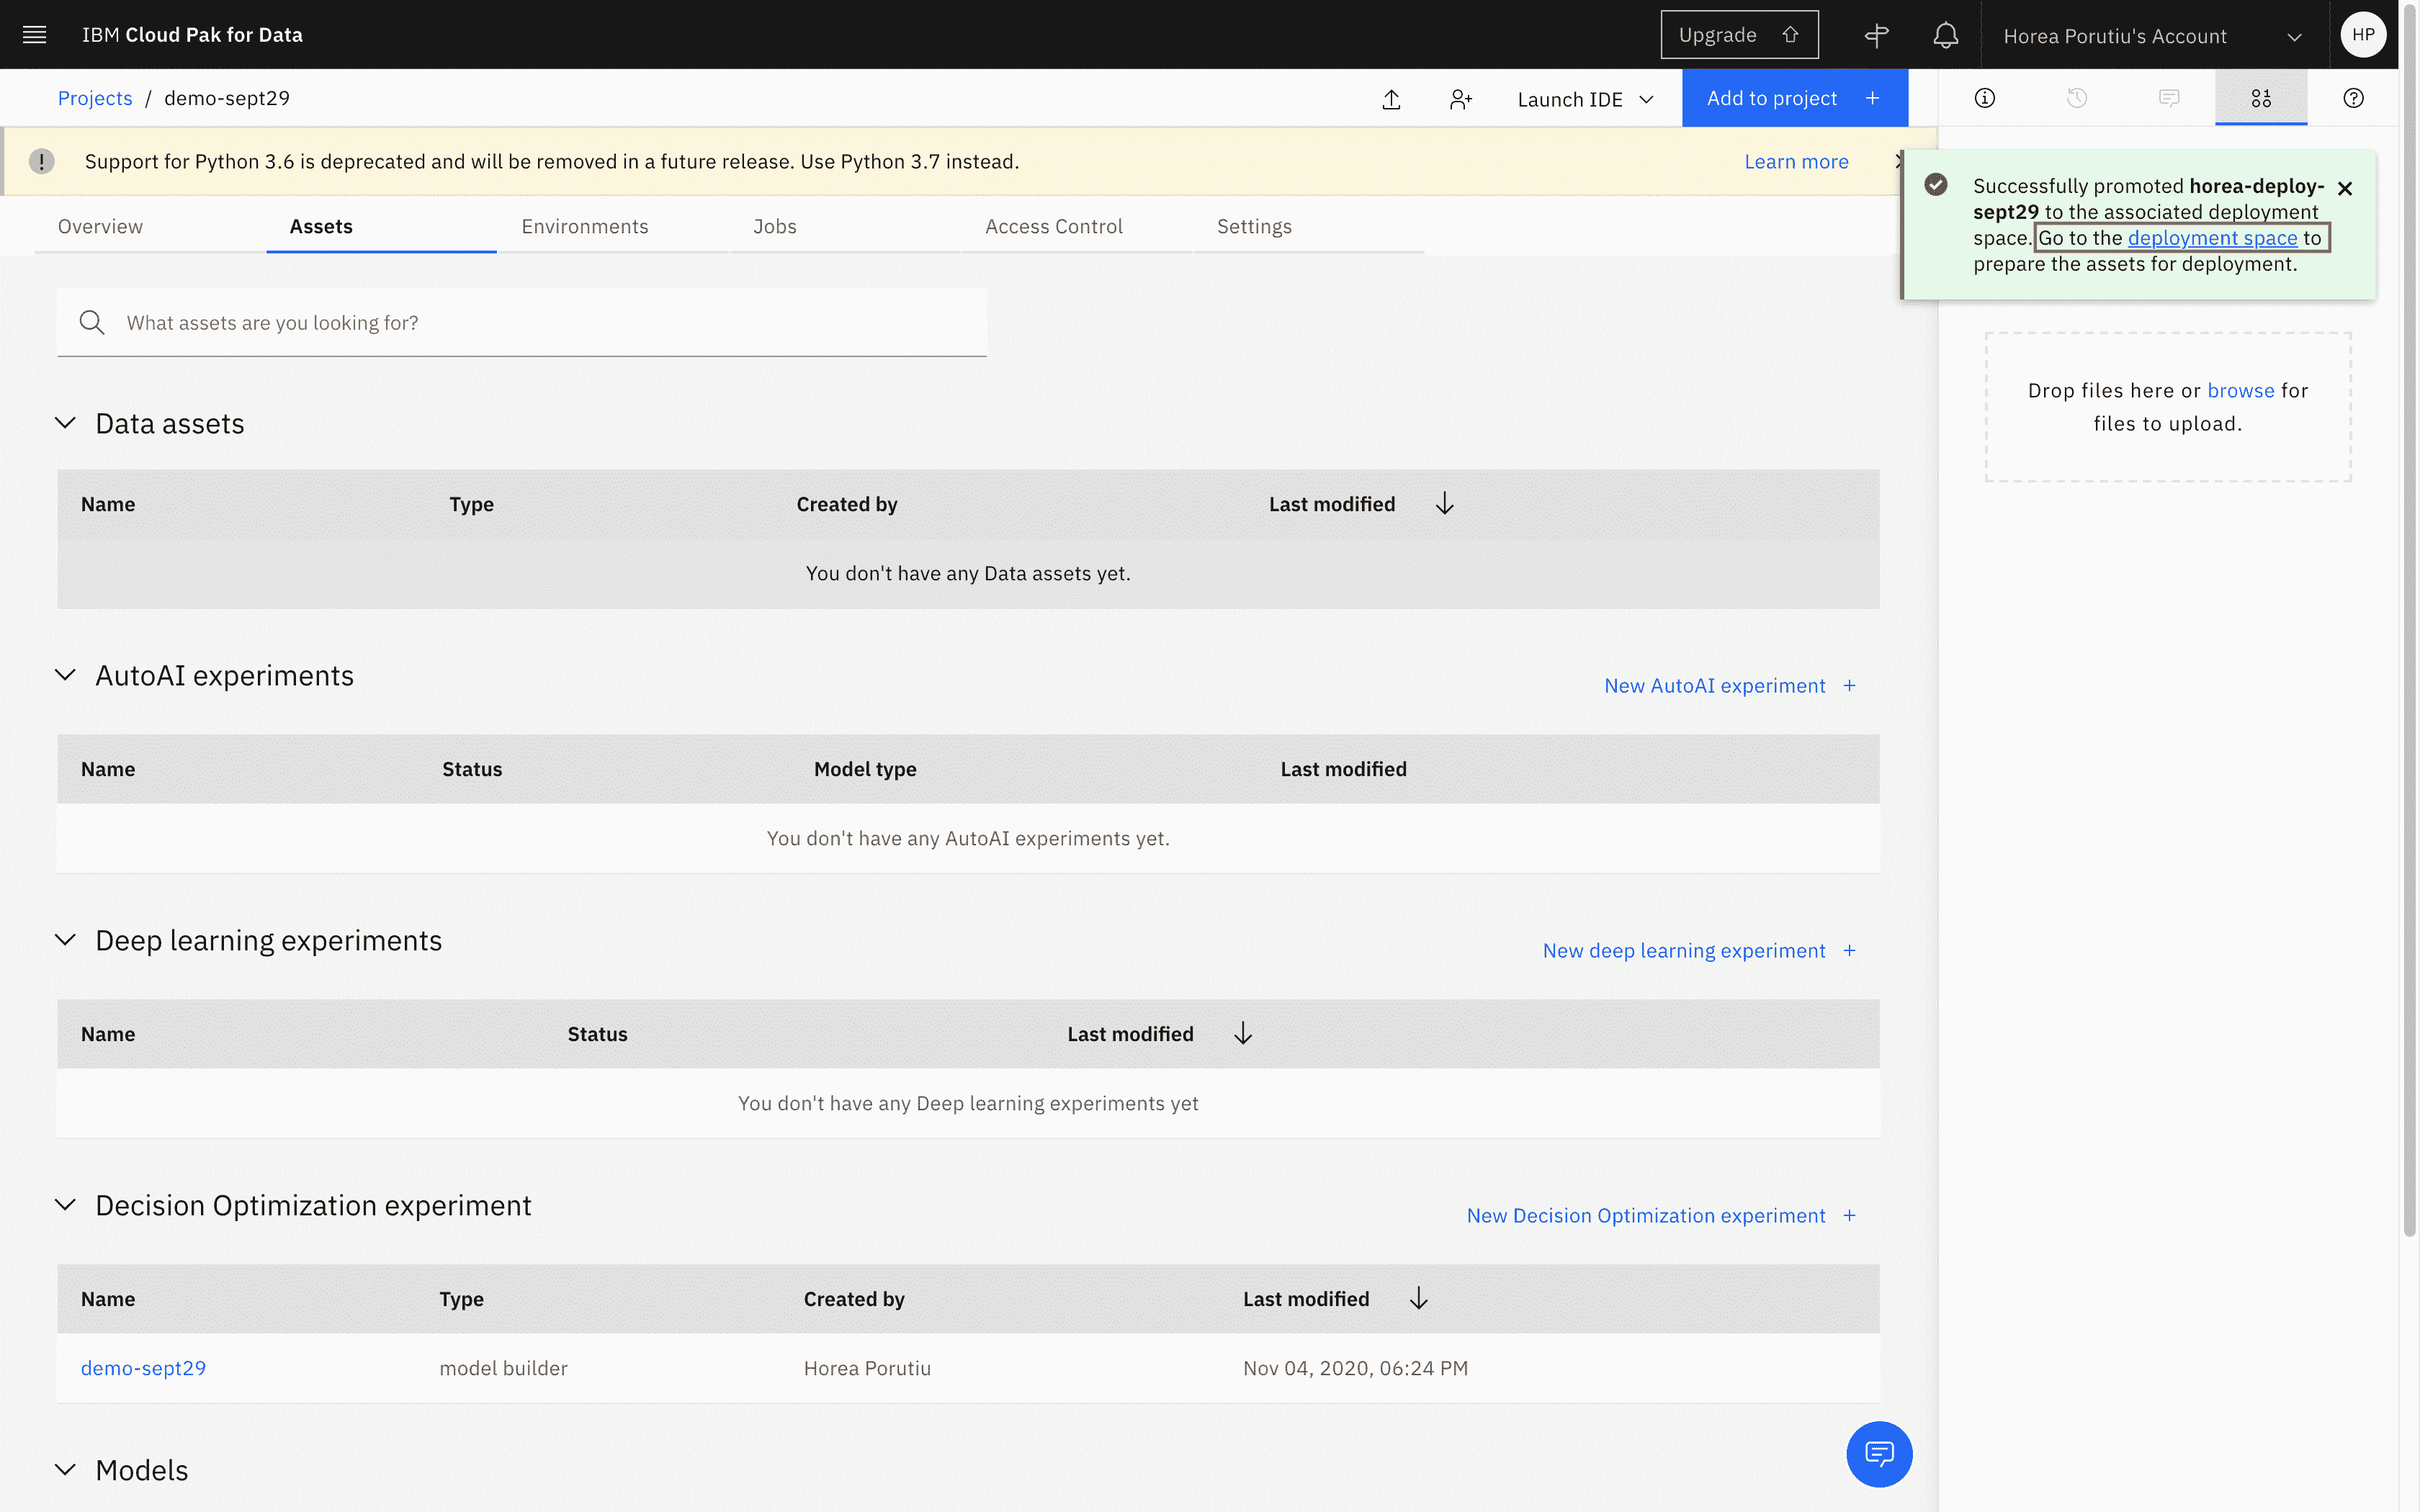 IBM Cloud Pak for Data
Upgrade
Horea Porutiu's Account
HP
Projects / demo-sept29
Launch IDE
Add to project +
Support for Python 3.6 is deprecated and will be removed in a future release. Use Python 3.7 instead.
Learn more
Successfully promoted horea-deploy-
sept29 to the associated deployment
space. Go to the deployment space to
prepare the assets for deployment.
Overview
Assets
Environments
Jobs
Access Control
Settings
What assets are you looking for?
Drop files here or browse for
files to upload.
Data assets
Name Type Created by Last modified
You don't have any Data assets yet.
AutoAI experiments
New AutoAI experiment +
Name Status Model type Last modified
You don't have any AutoAI experiments yet.
Deep learning experiments
New deep learning experiment +
Name Status Last modified
You don't have any Deep learning experiments yet
Decision Optimization experiment
New Decision Optimization experiment +
Name Type Created by Last modified
demo-sept29 model builder Horea Porutiu Nov 04, 2020, 06:24 PM
Models